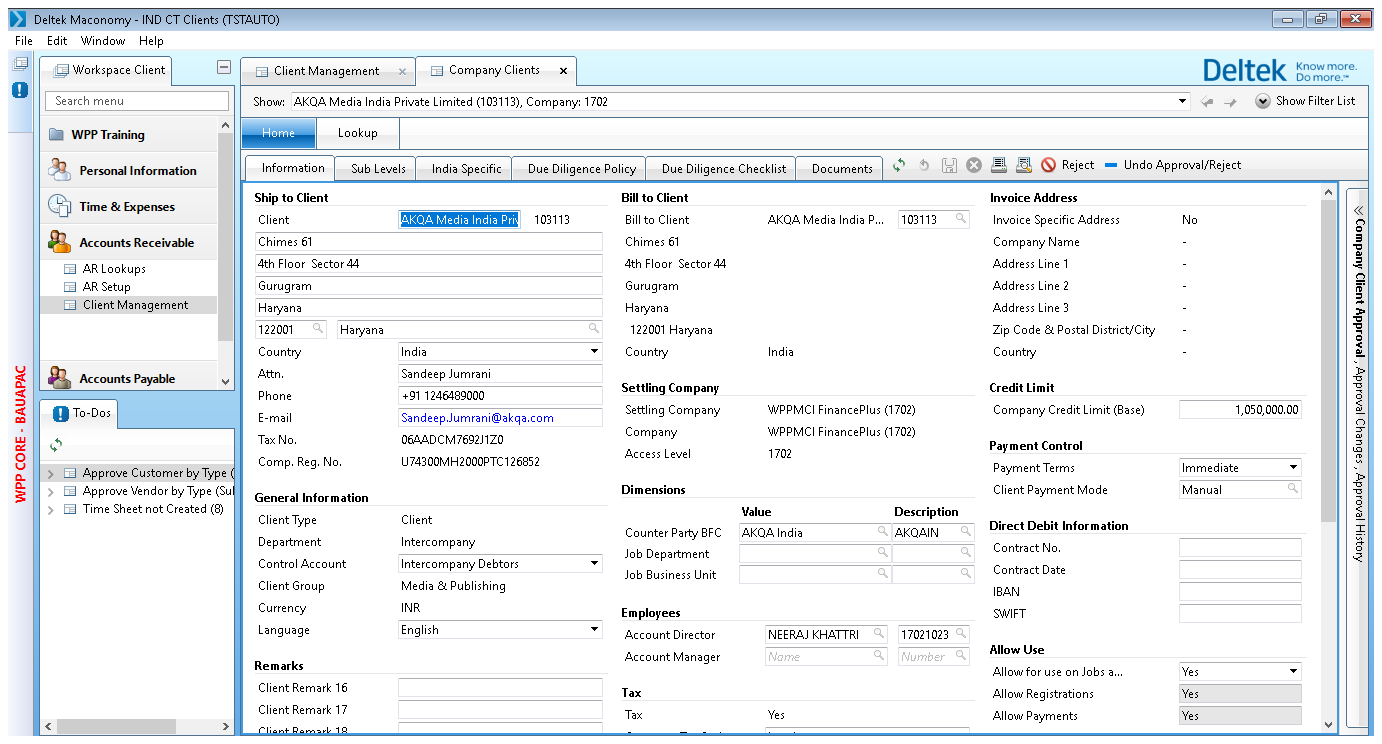 Deltek Maconomy - IND CT Clients (TSTAUTO)
File Edit Window Help
WPP CORE - BAUAPAC
Workspace Client
Search menu
WPP Training
Personal Information
Time & Expenses
Accounts Receivable
AR Lookups
AR Setup
Client Management
Accounts Payable
To-Dos
Approve Customer by Type (
Approve Vendor by Type (Sul
Time Sheet not Created (8)
Client Management
Company Clients
Deltek Know more.
Do more.™
Show: AKQA Media India Private Limited (103113), Company: 1702
Show Filter List
Home Lookup
Information Sub Levels India Specific Due Diligence Policy Due Diligence Checklist Documents Reject Undo Approval/Reject
Ship to Client
Client AKQA Media India Priv 103113
Chimes 61
4th Floor Sector 44
Gurugram
Haryana
122001 Haryana
Country India
Attn. Sandeep Jumrani
Phone +91 1246489000
E-mail Sandeep.Jumrani@akqa.com
Tax No. 06AADCM7692J1Z0
Comp. Reg. No. U74300MH2000PTC126852
General Information
Client Type Client
Department Intercompany
Control Account Intercompany Debtors
Client Group Media & Publishing
Currency INR
Language English
Remarks
Client Remark 16
Client Remark 17
Client Remark 18
Bill to Client
Bill to Client AKQA Media India P... 103113
Chimes 61
4th Floor Sector 44
Gurugram
Haryana
122001 Haryana
Country India
Settling Company
Settling Company WPPMCI FinancePlus (1702)
Company WPPMCI FinancePlus (1702)
Access Level 1702
Dimensions
Value Description
Counter Party BFC AKQA India AKQAIN
Job Department
Job Business Unit
Employees
Account Director NEERAJ KHATTRI 17021023
Account Manager Name Number
Tax
Tax Yes
Invoice Address
Invoice Specific Address No
Company Name -
Address Line 1 -
Address Line 2 -
Address Line 3 -
Zip Code & Postal District/City -
Country -
Credit Limit
Company Credit Limit (Base) 1,050,000.00
Payment Control
Payment Terms Immediate
Client Payment Mode Manual
Direct Debit Information
Contract No.
Contract Date
IBAN
SWIFT
Allow Use
Allow for use on Jobs a... Yes
Allow Registrations Yes
Allow Payments Yes
Company Client Approval , Approval Changes , Approval History